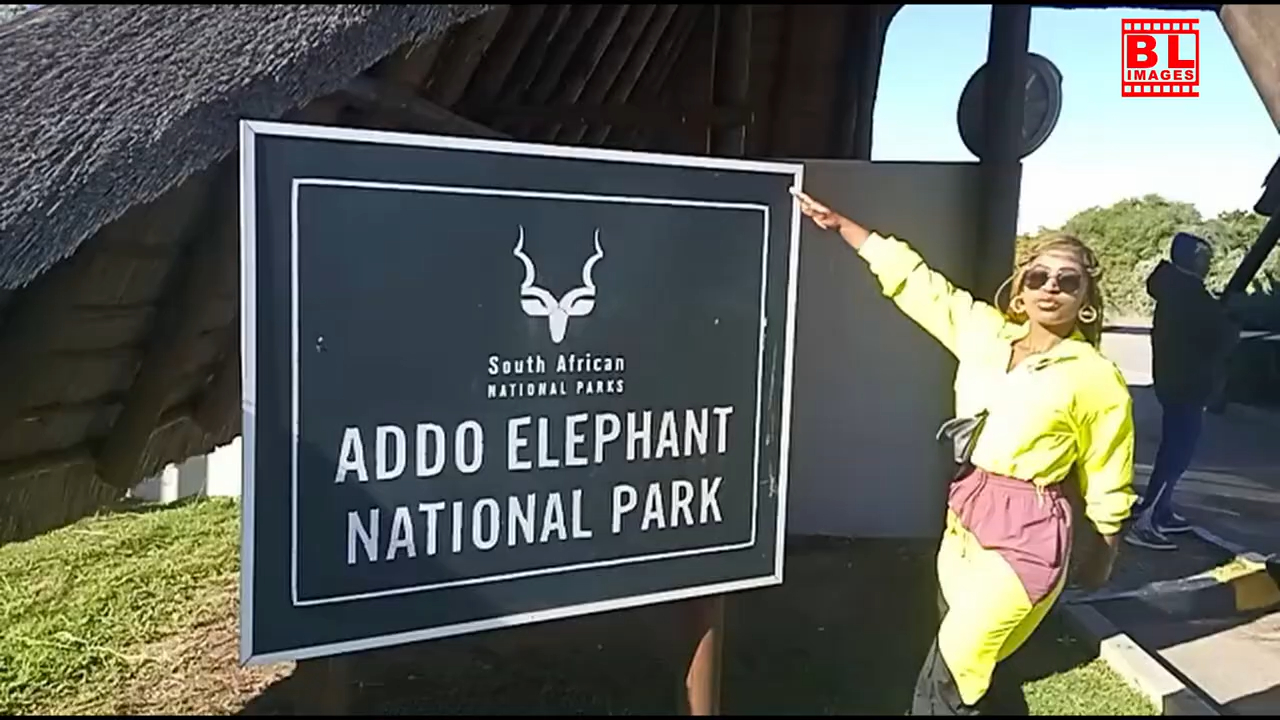 BL
IMAGES
South African
NATIONAL PARKS
ADDO ELEPHANT
NATIONAL PARK